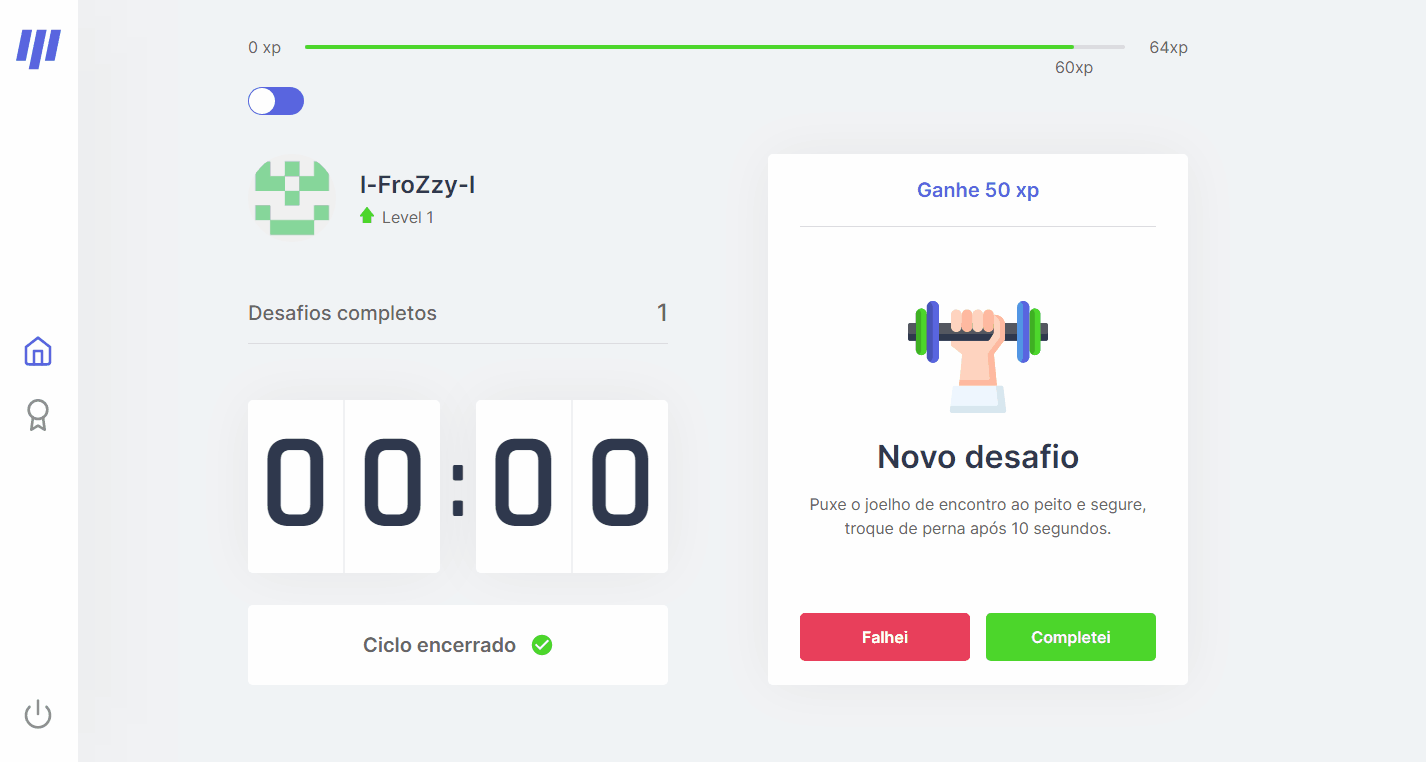 0 xp
64xp
60xp
I-FroZzy-I
Level 1
Desafios completos 1
00:00
Ciclo encerrado
Ganhe 50 xp
Novo desafio
Puxe o joelho de encontro ao peito e segure,
troque de perna após 10 segundos.
Falhei
Completei